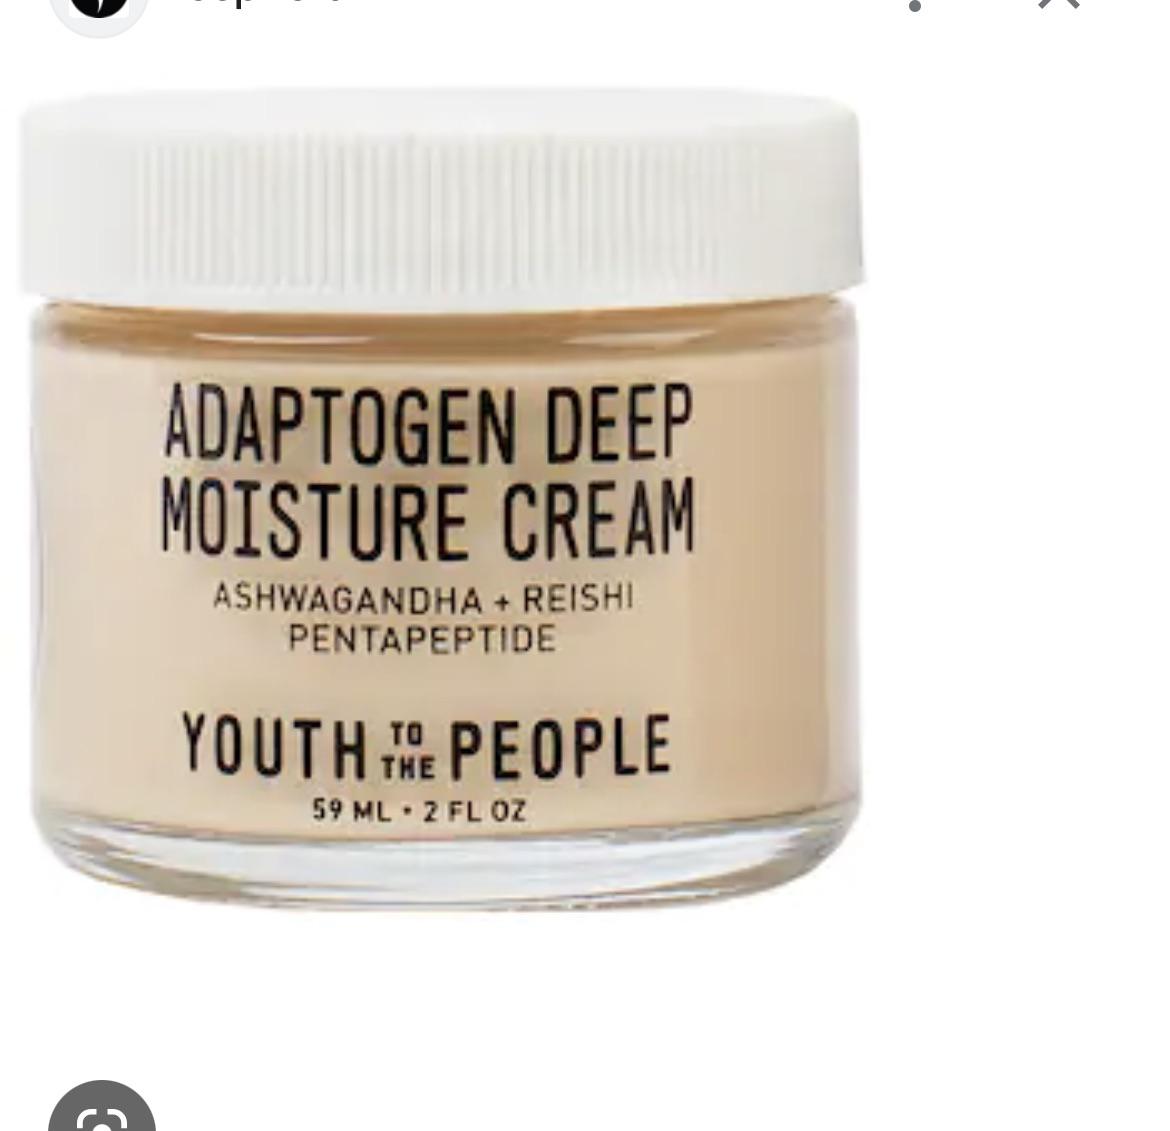 ADAPTOGEN DEEP
MOISTURE CREAM
ASHWAGANDHA + REISHI
PENTAPEPTIDE
YOUTH TO THE PEOPLE
59 ML • 2 FL OZ